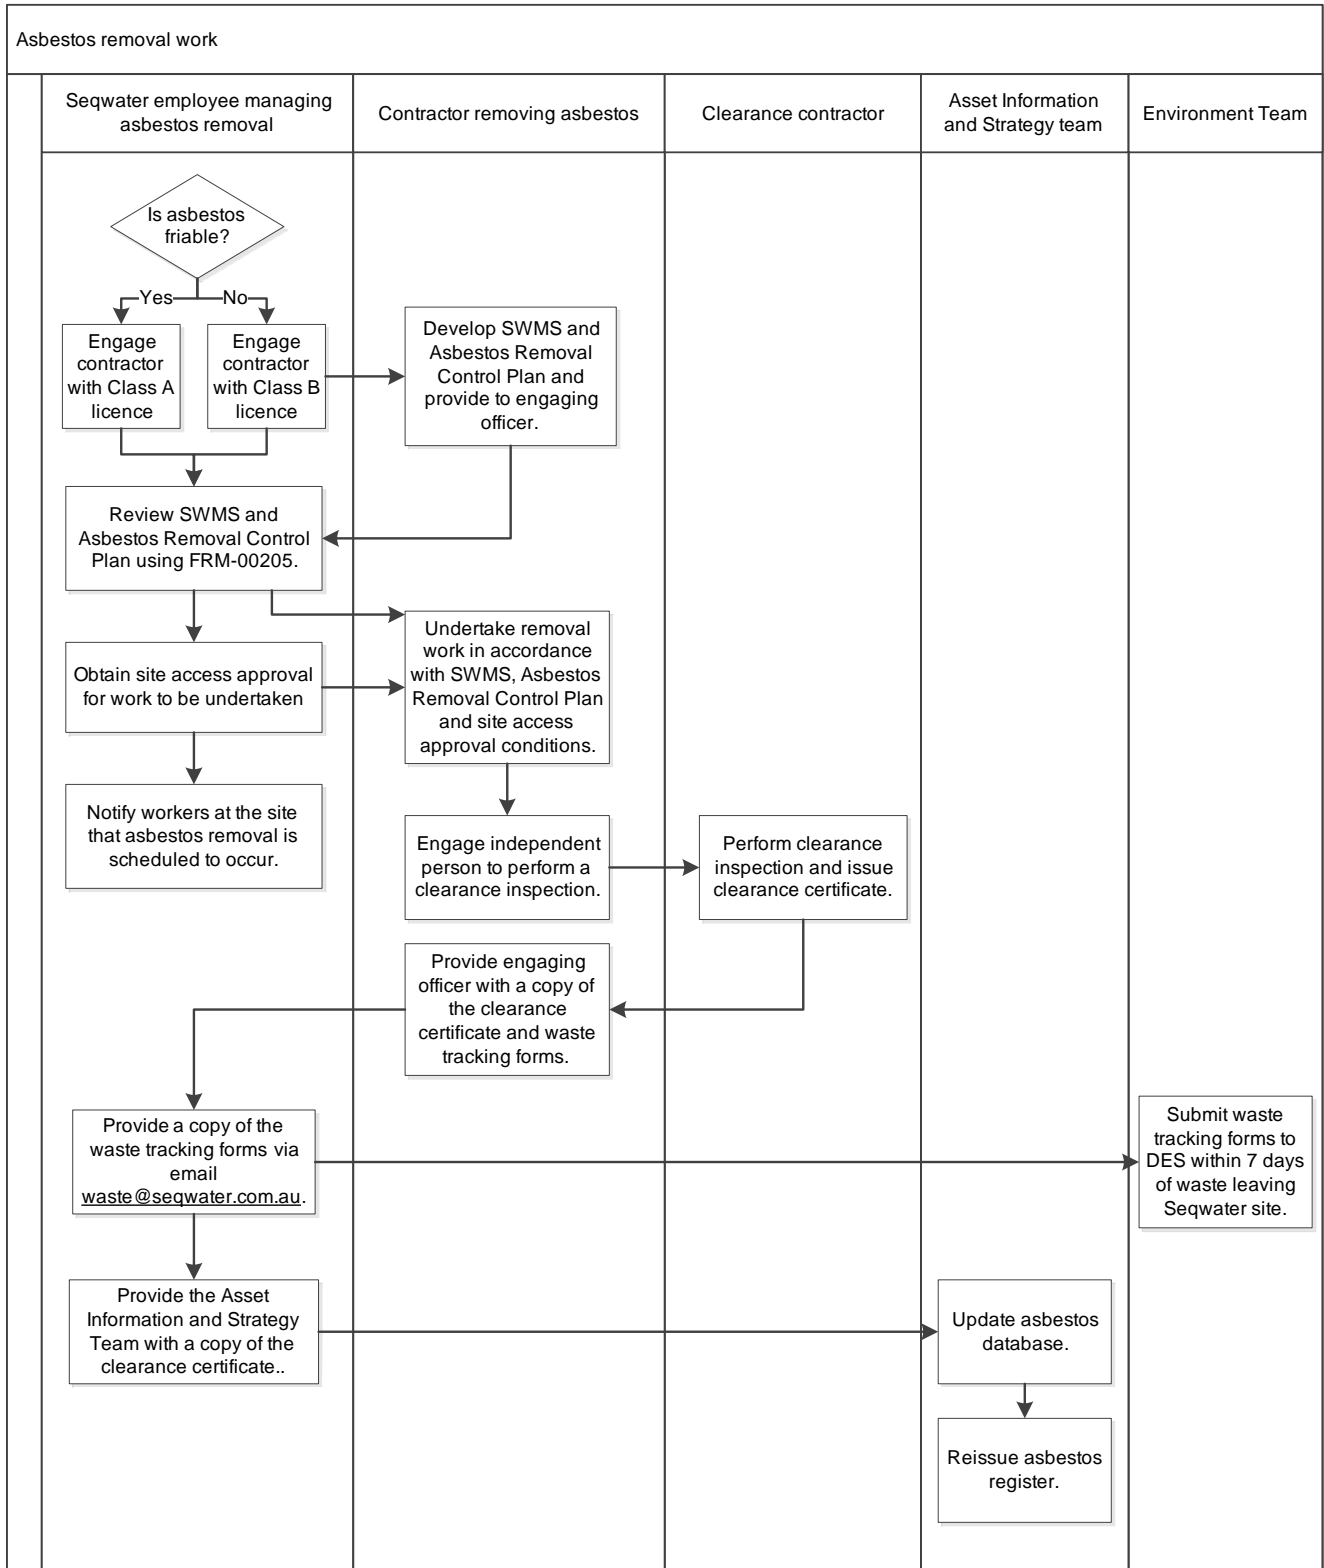 Asbestos removal work
Seqwater employee managing
asbestos removal
Contractor removing asbestos
Clearance contractor
Asset Information
and Strategy team
Environment Team
Is asbestos
friable?
Yes
No
Engage
contractor
with Class A
licence
Engage
contractor
with Class B
licence
Develop SWMS and
Asbestos Removal
Control Plan and
provide to engaging
officer.
Review SWMS and
Asbestos Removal Control
Plan using FRM-00205.
Obtain site access approval
for work to be undertaken
Undertake removal
work in accordance
with SWMS, Asbestos
Removal Control Plan
and site access
approval conditions.
Notify workers at the site
that asbestos removal is
scheduled to occur.
Engage independent
person to perform a
clearance inspection.
Perform clearance
inspection and issue
clearance certificate.
Provide engaging
officer with a copy of
the clearance
certificate and waste
tracking forms.
Provide a copy of the
waste tracking forms via
email
waste@seqwater.com.au.
Submit waste
tracking forms to
DES within 7 days
of waste leaving
Seqwater site.
Provide the Asset
Information and Strategy
Team with a copy of the
clearance certificate..
Update asbestos
database.
Reissue asbestos
register.